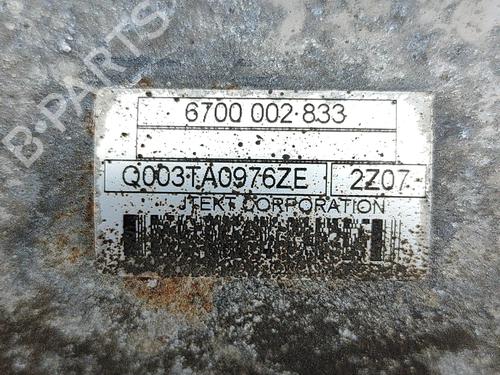 B-PARTS
6700 002 833
Q003TA0976ZE 2Z07
JTEKT CORPORATION